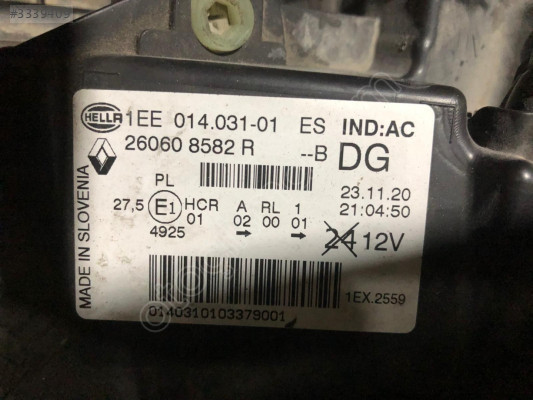 #3339409
HELLA 1EE 014.031-01 ES IND:AC
26060 8582 R --B DG
PL
23.11.20
21:04:50
27,5 E1 HCR A RL 1
01 02 00 01
4925
24 12V
MADE IN SLOVENIA
1EX.2559
0140310103379001